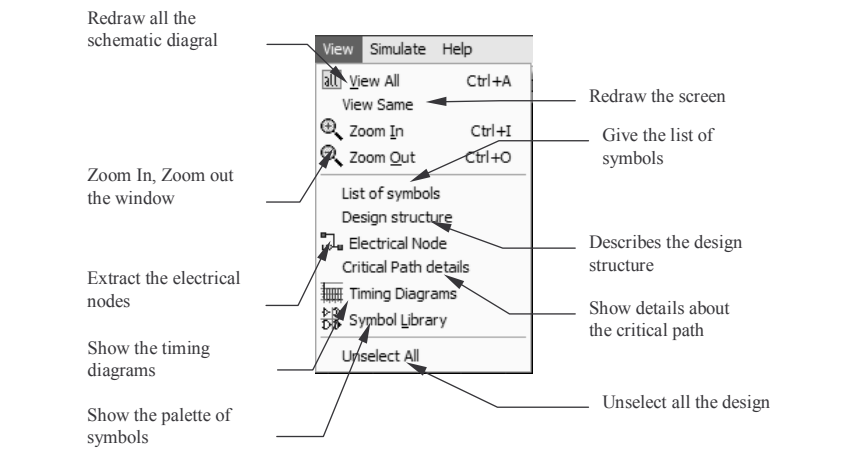 Redraw all the
schematic diagral
View Simulate Help
all View All Ctrl+A
View Same
Redraw the screen
Zoom In Ctrl+I
Give the list of
symbols
Zoom Out Ctrl+O
Zoom In, Zoom out
the window
List of symbols
Design structure
Electrical Node
Describes the design
structure
Critical Path details
Extract the electrical
nodes
Timing Diagrams
Show details about
the critical path
Symbol Library
Show the timing
diagrams
Unselect All
Unselect all the design
Show the palette of
symbols